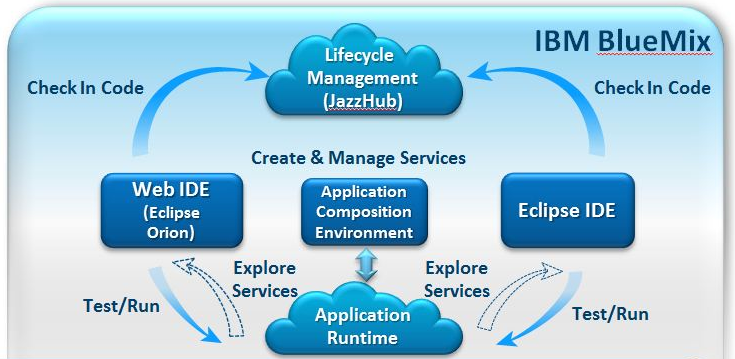 IBM BlueMix
Lifecycle
Management
(JazzHub)
Check In Code
Check In Code
Create & Manage Services
Web IDE
(Eclipse
Orion)
Application
Composition
Environment
Eclipse IDE
Explore
Services
Explore
Services
Test/Run
Application
Runtime
Test/Run